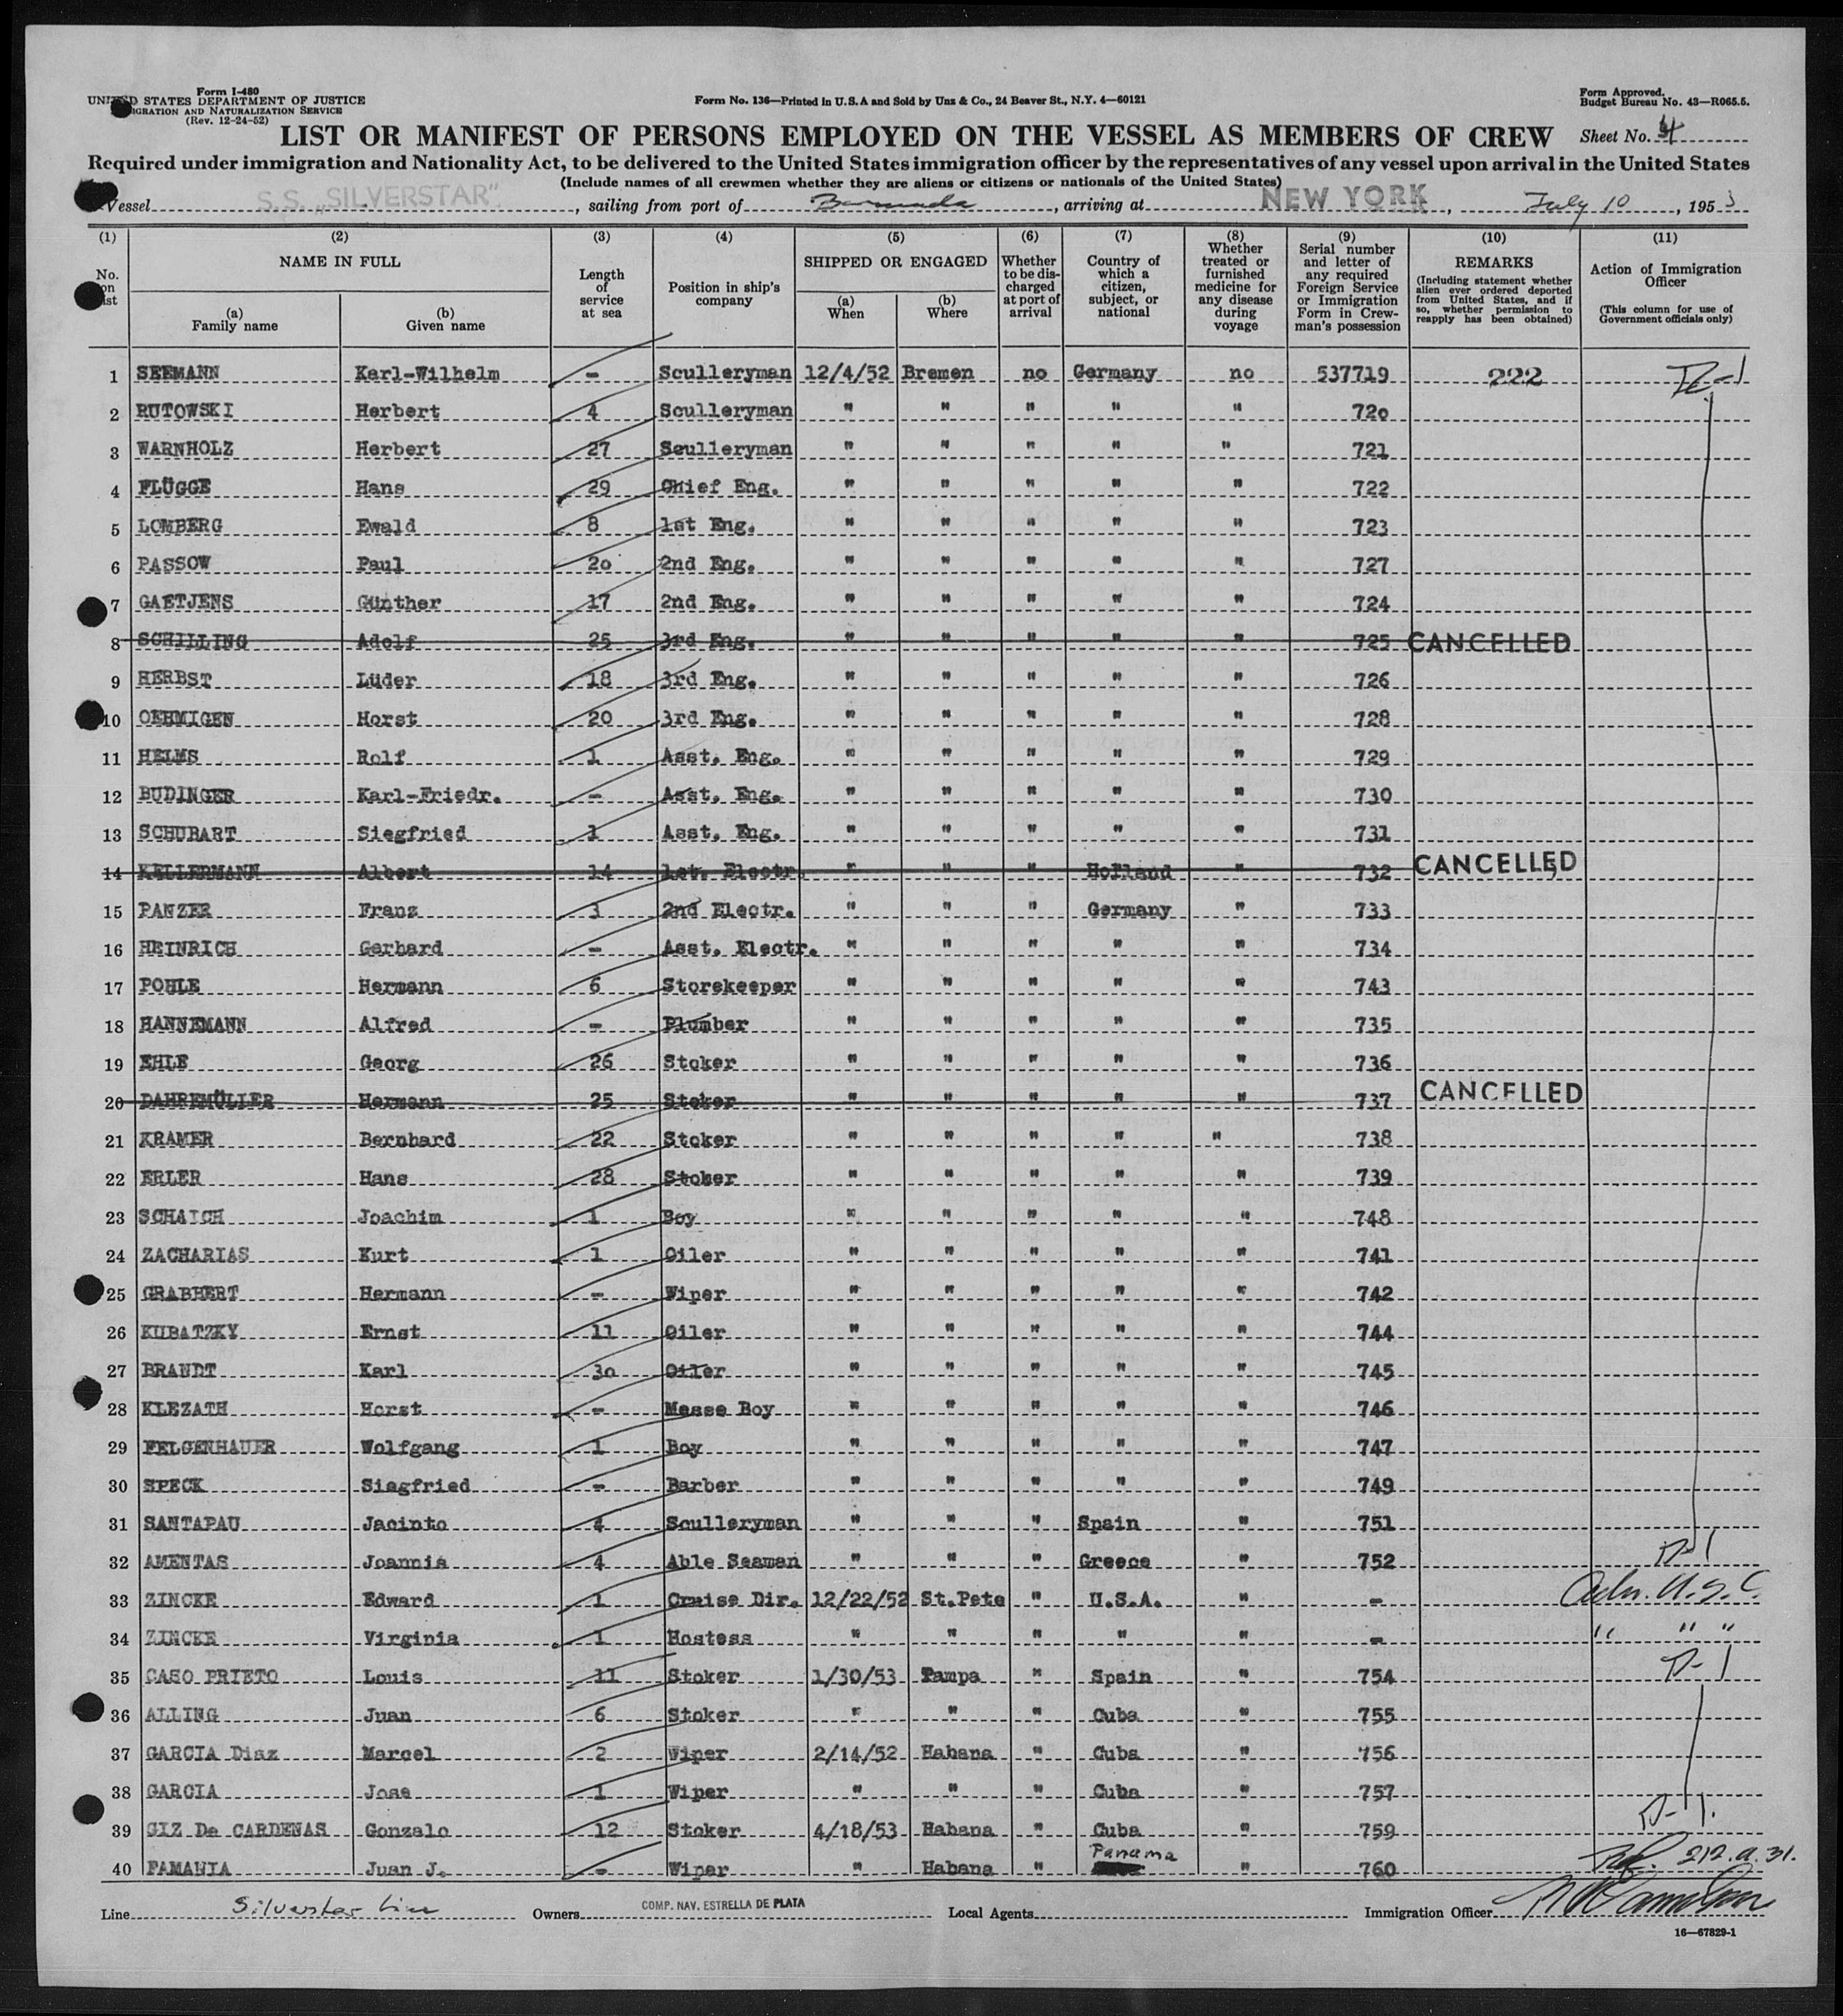 Form I-480
UNITED STATES DEPARTMENT OF JUSTICE
IMMIGRATION AND NATURALIZATION SERVICE
(Rev. 12-24-52)
Form No. 136—Printed in U.S.A and Sold by Unz & Co., 24 Beaver St., N.Y. 4—60121
Form Approved.
Budget Bureau No. 43—R065.5.
LIST OR MANIFEST OF PERSONS EMPLOYED ON THE VESSEL AS MEMBERS OF CREW Sheet No. 4
Required under immigration and Nationality Act, to be delivered to the United States immigration officer by the representatives of any vessel upon arrival in the United States
(Include names of all crewmen whether they are aliens or citizens or nationals of the United States)
Vessel S.S. „SILVERSTAR", sailing from port of Bermuda, arriving at NEW YORK, July 10, 1953
(1) (2) (3) (4) (5) (6) (7) (8) (9) (10) (11)
No. on list
NAME IN FULL
(a) Family name
(b) Given name
Length of service at sea
Position in ship's company
SHIPPED OR ENGAGED
(a) When
(b) Where
Whether to be discharged at port of arrival
Country of which a citizen, subject, or national
Whether treated or furnished medicine for any disease during voyage
Serial number and letter of any required Foreign Service or Immigration Form in Crewman's possession
REMARKS
(Including statement whether alien ever ordered deported from United States, and if so, whether permission to reapply has been obtained)
Action of Immigration Officer
(This column for use of Government officials only)
1 SEEMANN Karl-Wilhelm - Sculleryman 12/4/52 Bremen no Germany no 537719 222 D-1
2 RUTOWSKI Herbert 4 Sculleryman " " " " " 720
3 WARNHOLZ Herbert 27 Sculleryman " " " " " 721
4 FLÜGGE Hans 29 Chief Eng. " " " " " 722
5 LOMBERG Ewald 8 1st Eng. " " " " " 723
6 PASSOW Paul 20 2nd Eng. " " " " " 727
7 GAETJENS Günther 17 2nd Eng. " " " " " 724
8 SCHILLING Adolf 25 3rd Eng. " " " " " 725 CANCELLED
9 HERBST Lüder 18 3rd Eng. " " " " " 726
10 OEHMIGEN Horst 20 3rd Eng. " " " " " 728
11 HELMS Rolf 1 Asst. Eng. " " " " " 729
12 BUDINGER Karl-Friedr. - Asst. Eng. " " " " " 730
13 SCHUBART Siegfried 1 Asst. Eng. " " " " " 731
14 KELLERMANN Albert 14 1st. Electr. " " " Holland " 732 CANCELLED
15 PANZER Franz 3 2nd Electr. " " " Germany " 733
16 HEINRICH Gerhard - Asst. Electr. " " " " " 734
17 POHLE Hermann 6 Storekeeper " " " " " 743
18 HANNEMANN Alfred - Plumber " " " " " 735
19 EHLE Georg 26 Stoker " " " " " 736
20 DAHREMÜLLER Hermann 25 Stoker " " " " " 737 CANCELLED
21 KRAMER Bernhard 22 Stoker " " " " " 738
22 ERLER Hans 28 Stoker " " " " " 739
23 SCHAICH Joachim 1 Boy " " " " " 748
24 ZACHARIAS Kurt 1 Oiler " " " " " 741
25 GRABBERT Hermann - Wiper " " " " " 742
26 KUBATZKY Ernst 11 Oiler " " " " " 744
27 BRANDT Karl 30 Oiler " " " " " 745
28 KLEZATH Horst - Messe Boy " " " " " 746
29 FELGENHAUER Wolfgang 1 Boy " " " " " 747
30 SPECK Siegfried - Barber " " " " " 749
31 SANTAPAU Jacinto 4 Sculleryman " " " Spain " 751
32 AMENTAS Joannis 4 Able Seaman " " " Greece " 752 D-1
33 ZINCKE Edward 1 Cruise Dir. 12/22/52 St.Pete " U.S.A. " - Adm. U.S.C.
34 ZINCKE Virginia 1 Hostess " " " " " - " " "
35 CASO PRIETO Louis 11 Stoker 1/30/53 Tampa " Spain " 754 D-1
36 ALLING Juan 6 Stoker " " " Cuba " 755
37 GARCIA Diaz Marcel 2 Wiper 2/14/52 Habana " Cuba " 756
38 GARCIA Jose 1 Wiper " " " Cuba " 757
39 GIZ De CARDENAS Gonzalo 12 Stoker 4/18/53 Habana " Cuba " 759 D-1.
40 FAMANIA Juan J. - Wiper " Habana " Panama " 760 Ref. 212.a.31.
Line Silverstar Line Owners COMP. NAV. ESTRELLA DE PLATA Local Agents Immigration Officer
16—67829-1